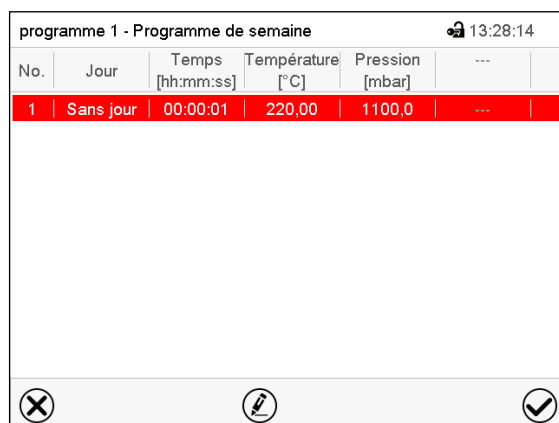 programme 1 - Programme de semaine 13:28:14
No. Jour Temps [hh:mm:ss] Température [°C] Pression [mbar] ---
1 Sans jour 00:00:01 220,00 1100,0 ---